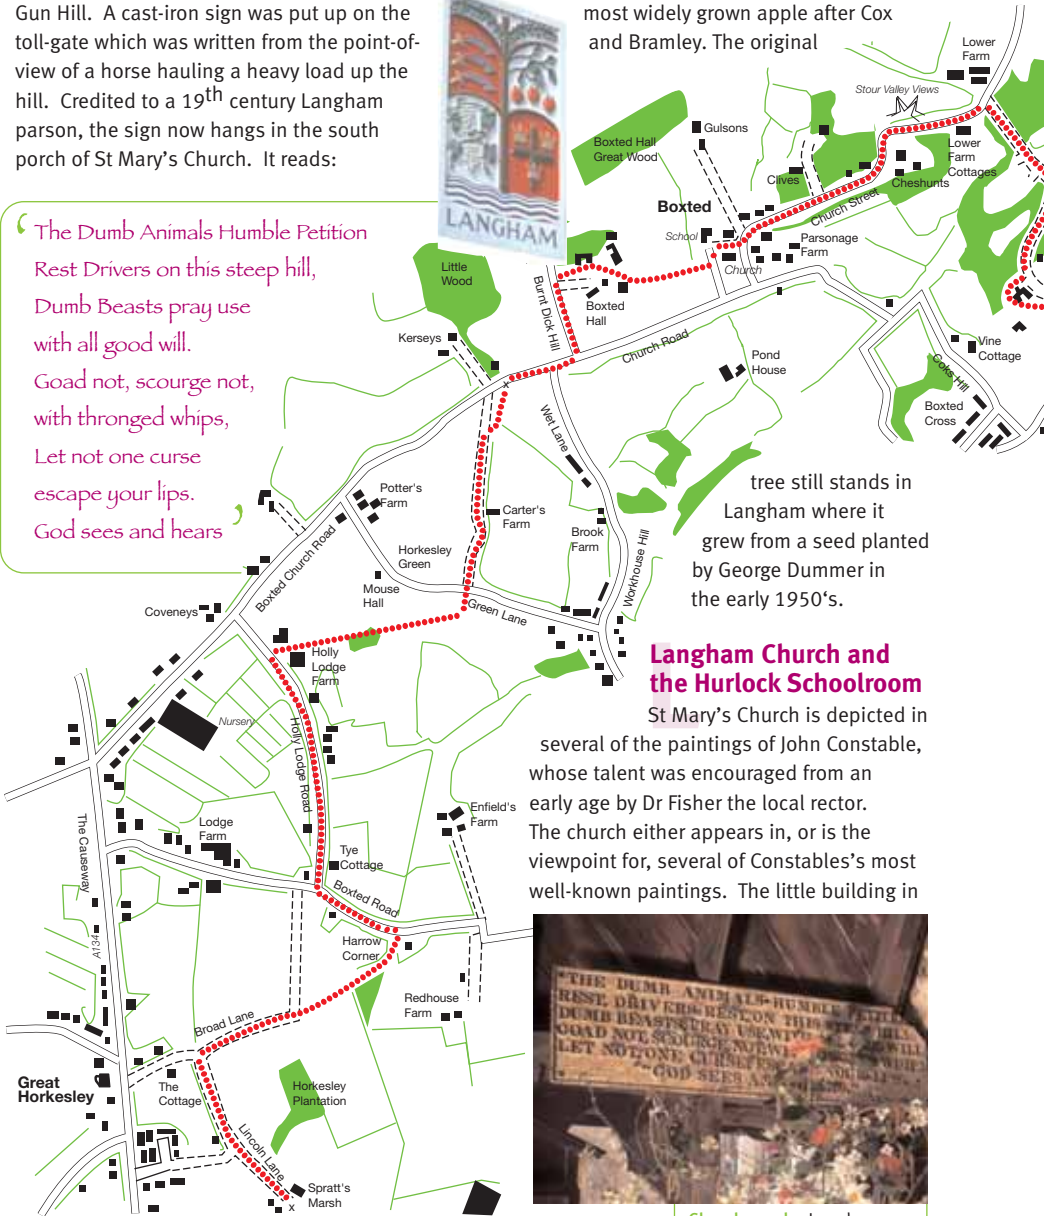 Gun Hill. A cast-iron sign was put up on the
toll-gate which was written from the point-of-
view of a horse hauling a heavy load up the
hill. Credited to a 19th century Langham
parson, the sign now hangs in the south
porch of St Mary's Church. It reads:
‘The Dumb Animals Humble Petition
Rest Drivers on this steep hill,
Dumb Beasts pray use
with all good will.
Goad not, scourge not,
with thronged whips,
Let not one curse
escape your lips.
God sees and hears’
LANGHAM
most widely grown apple after Cox
and Bramley. The original
Lower
Farm
Stour Valley Views
Boxted Hall
Great Wood
Gulsons
Lower
Farm
Cottages
Clives
Cheshunts
Boxted
Church Street
School
Parsonage
Farm
Church
Little
Wood
Burnt Dick Hill
Boxted
Hall
Kerseys
Church Road
Pond
House
Vine
Cottage
Coks Hill
Boxted
Cross
Wet Lane
Potter's
Farm
Carter's
Farm
Brook
Farm
Boxted Church Road
Horkesley
Green
Workhouse Hill
Mouse
Hall
Green Lane
Coveneys
Holly
Lodge
Farm
Nursery
Holly Lodge Road
Enfield's
Farm
The Causeway
Lodge
Farm
Tye
Cottage
Boxted Road
A134
Harrow
Corner
Redhouse
Farm
Broad Lane
Great
Horkesley
The
Cottage
Horkesley
Plantation
Lincoln Lane
Spratt's
Marsh
x
x
tree still stands in
Langham where it
grew from a seed planted
by George Dummer in
the early 1950‘s.
Langham Church and
the Hurlock Schoolroom
St Mary's Church is depicted in
several of the paintings of John Constable,
whose talent was encouraged from an
early age by Dr Fisher the local rector.
The church either appears in, or is the
viewpoint for, several of Constables's most
well-known paintings. The little building in
THE DUMB ANIMALS HUMBLE
REST DRIVERS ON
DUMB BEASTS
GOAD NOT SCOURGE
LET NOT ONE CURSE
GOD SEE